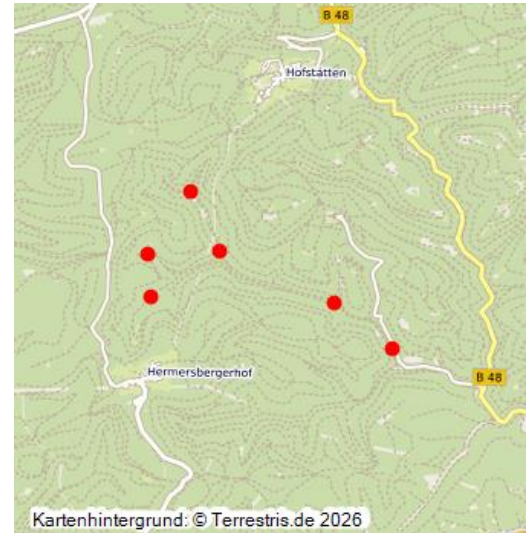 B 48
Hofstätten
Hermersbergerhof
B 48
Kartenhintergrund: © Terrestris.de 2026